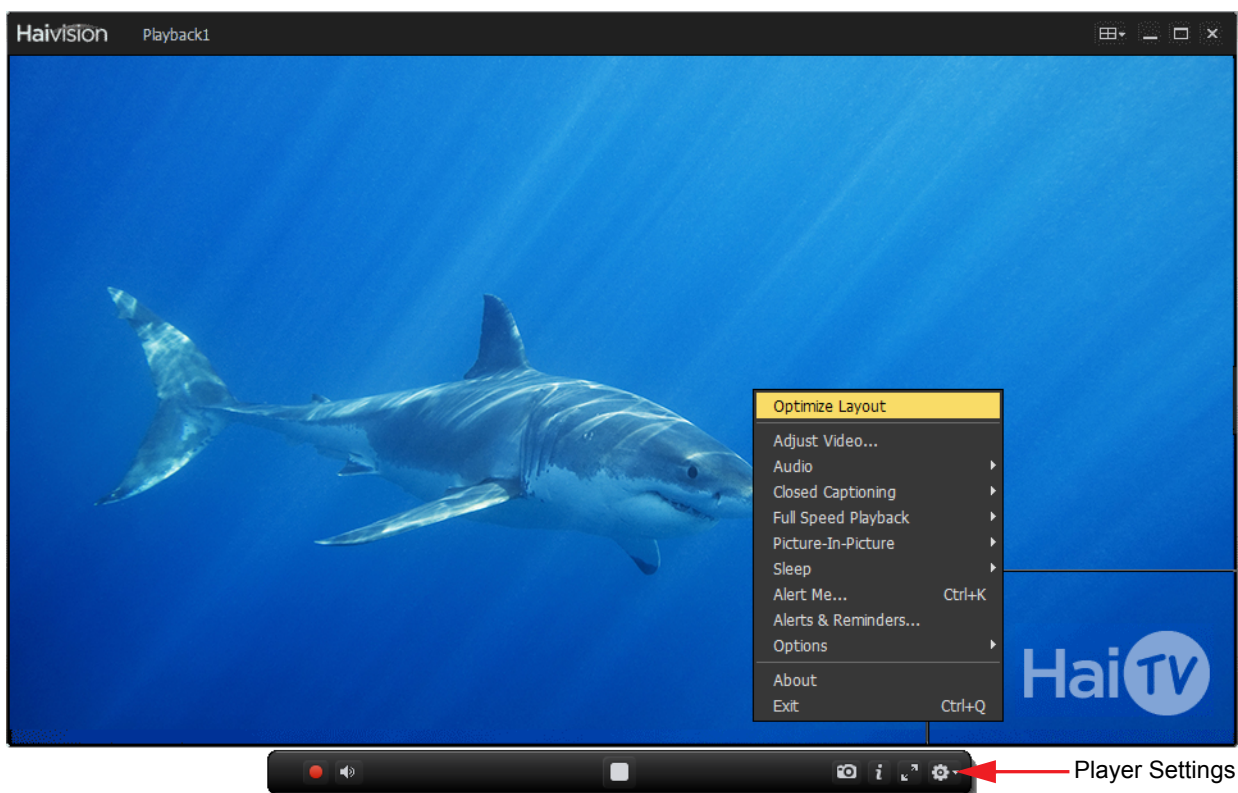 Haivision
Playback1
Optimize Layout
Adjust Video...
Audio
Closed Captioning
Full Speed Playback
Picture-In-Picture
Sleep
Alert Me... Ctrl+K
Alerts & Reminders...
Options
About
Exit Ctrl+Q
HaiTV
i
Player Settings